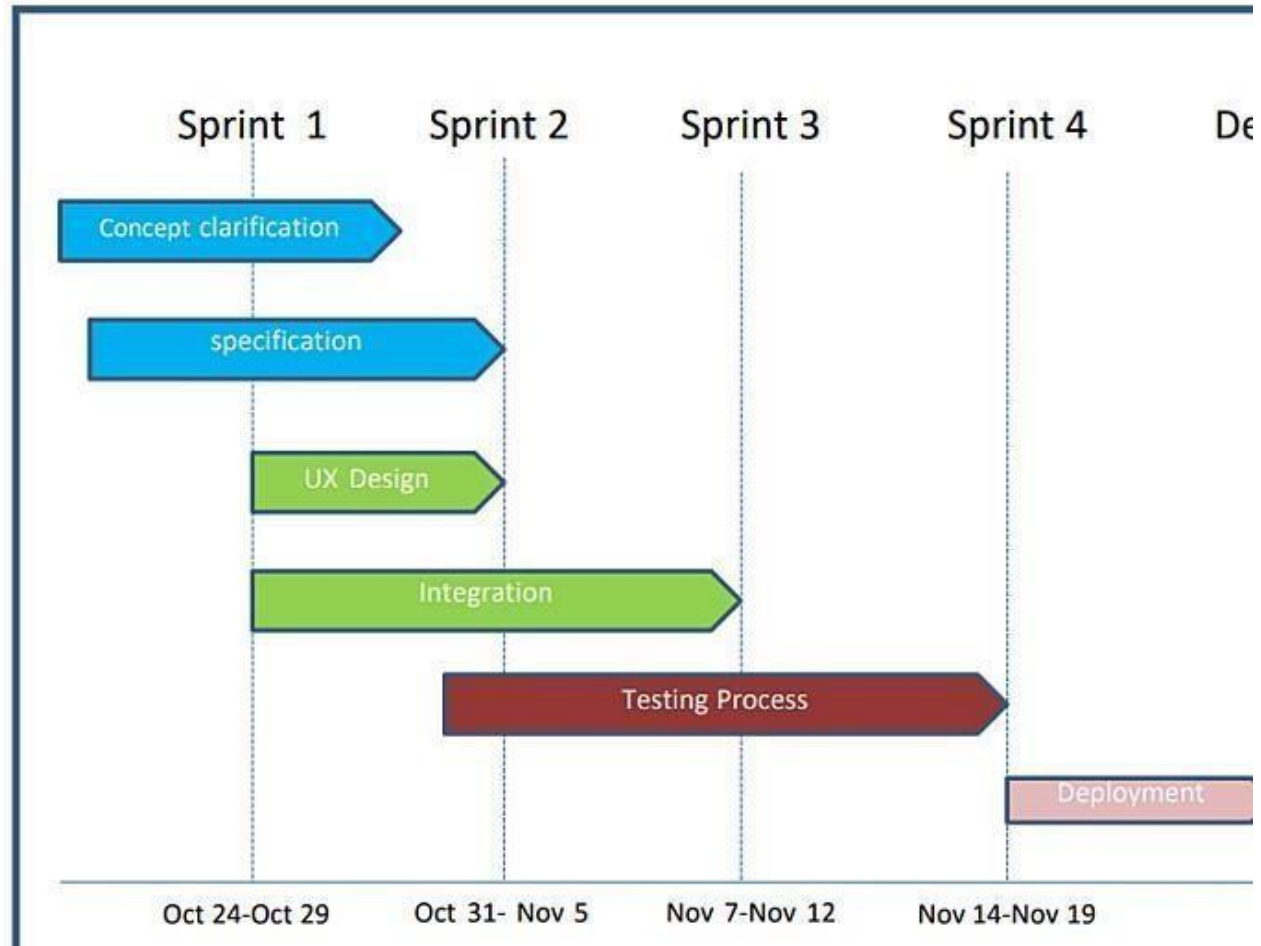 Sprint 1 Sprint 2 Sprint 3 Sprint 4
Concept clarification
specification
UX Design
Integration
Testing Process
Deployment
Oct 24-Oct 29 Oct 31- Nov 5 Nov 7-Nov 12 Nov 14-Nov 19